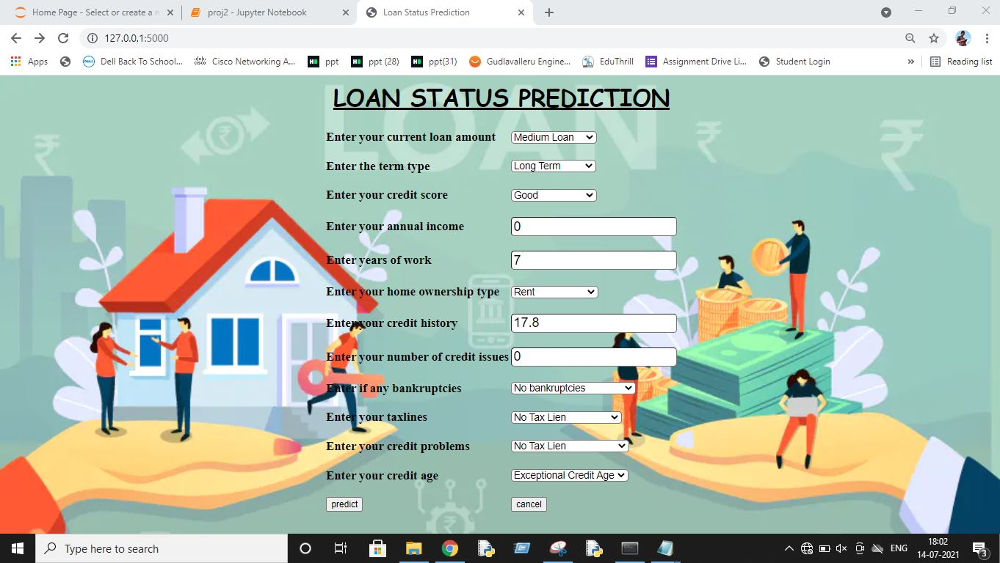 Home Page - Select or create a n
proj2 - Jupyter Notebook
Loan Status Prediction
127.0.0.1:5000
Apps
Dell Back To School...
Cisco Networking A...
ppt
ppt (28)
ppt(31)
Gudlavalleru Engine...
EduThrill
Assignment Drive Li...
Student Login
»
Reading list
LOAN
LOAN STATUS PREDICTION
Enter your current loan amount Medium Loan
Enter the term type Long Term
Enter your credit score Good
Enter your annual income 0
Enter years of work 7
Enter your home ownership type Rent
Enter your credit history 17.8
Enter your number of credit issues 0
Enter if any bankruptcies No bankruptcies
Enter your taxlines No Tax Lien
Enter your credit problems No Tax Lien
Enter your credit age Exceptional Credit Age
predict cancel
Type here to search
ENG
18:02
14-07-2021
3